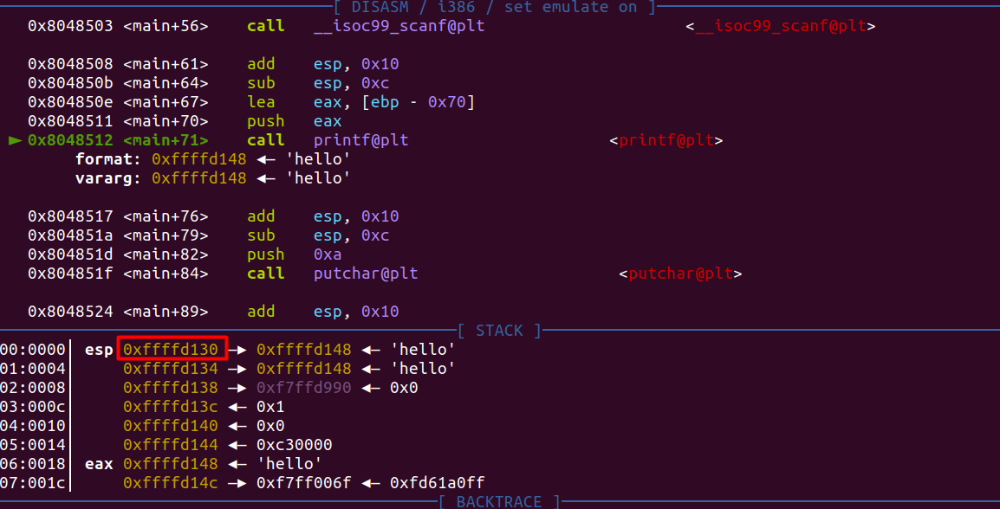 [ DISASM / i386 / set emulate on ]
0x8048503 <main+56> call __isoc99_scanf@plt <__isoc99_scanf@plt>
0x8048508 <main+61> add esp, 0x10
0x804850b <main+64> sub esp, 0xc
0x804850e <main+67> lea eax, [ebp - 0x70]
0x8048511 <main+70> push eax
► 0x8048512 <main+71> call printf@plt <printf@plt>
format: 0xffffd148 ◄— 'hello'
vararg: 0xffffd148 ◄— 'hello'
0x8048517 <main+76> add esp, 0x10
0x804851a <main+79> sub esp, 0xc
0x804851d <main+82> push 0xa
0x804851f <main+84> call putchar@plt <putchar@plt>
0x8048524 <main+89> add esp, 0x10
[ STACK ]
00:0000│ esp 0xffffd130 —► 0xffffd148 ◄— 'hello'
01:0004│ 0xffffd134 —► 0xffffd148 ◄— 'hello'
02:0008│ 0xffffd138 —► 0xf7ffd990 ◄— 0x0
03:000c│ 0xffffd13c ◄— 0x1
04:0010│ 0xffffd140 ◄— 0x0
05:0014│ 0xffffd144 ◄— 0xc30000
06:0018│ eax 0xffffd148 ◄— 'hello'
07:001c│ 0xffffd14c —► 0xf7ff006f ◄— 0xfd61a0ff
[ BACKTRACE ]